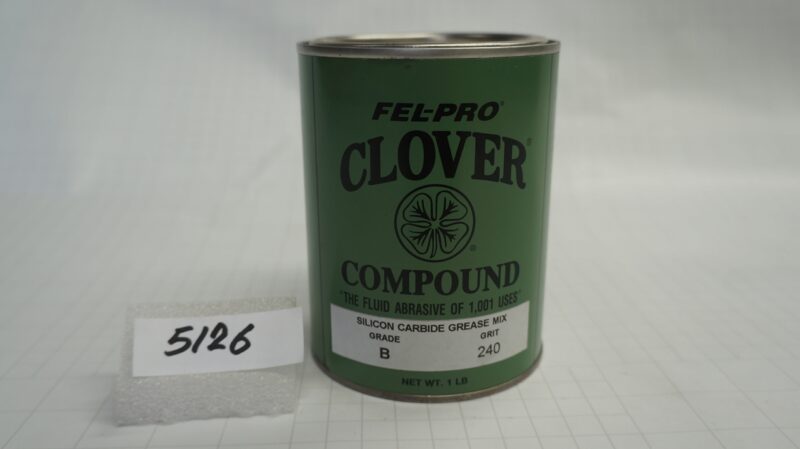 FEL-PRO®
CLOVER®
®
COMPOUND
"THE FLUID ABRASIVE OF 1,001 USES"
SILICON CARBIDE GREASE MIX
GRADE GRIT
B 240
NET WT. 1 LB
5126